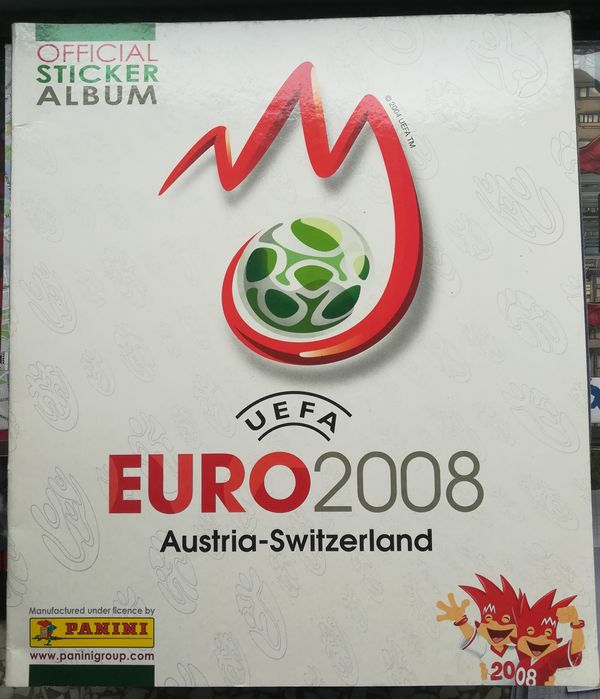 OFFICIAL
STICKER
ALBUM
© 2004 UEFA TM
UEFA
EURO2008
Austria-Switzerland
Manufactured under licence by
PANINI
www.paninigroup.com
2008